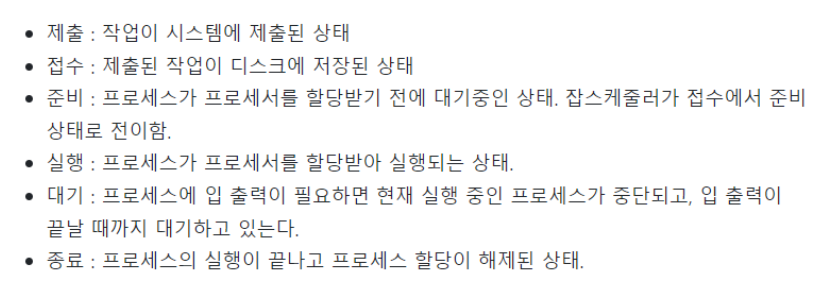 • 제출 : 작업이 시스템에 제출된 상태
• 접수 : 제출된 작업이 디스크에 저장된 상태
• 준비 : 프로세스가 프로세서를 할당받기 전에 대기중인 상태. 잡스케줄러가 접수에서 준비
상태로 전이함.
• 실행 : 프로세스가 프로세서를 할당받아 실행되는 상태.
• 대기 : 프로세스에 입 출력이 필요하면 현재 실행 중인 프로세스가 중단되고, 입 출력이
끝날 때까지 대기하고 있는다.
• 종료 : 프로세스의 실행이 끝나고 프로세스 할당이 해제된 상태.